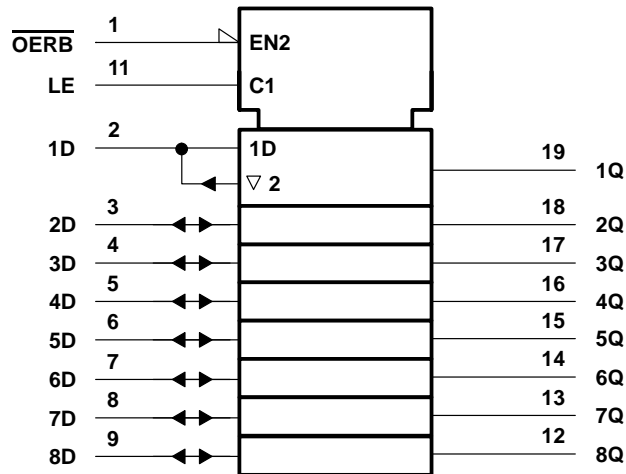 OERB 1 EN2
LE 11 C1
1D 2 1D 19 1Q
▽ 2
2D 3 18 2Q
3D 4 17 3Q
4D 5 16 4Q
5D 6 15 5Q
6D 7 14 6Q
7D 8 13 7Q
8D 9 12 8Q